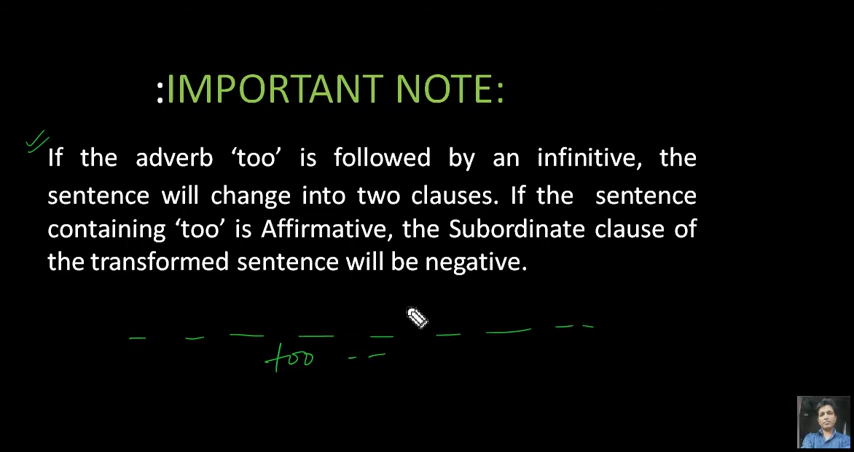 :IMPORTANT NOTE:
If the adverb ‘too’ is followed by an infinitive, the
sentence will change into two clauses. If the sentence
containing ‘too’ is Affirmative, the Subordinate clause of
the transformed sentence will be negative.
too